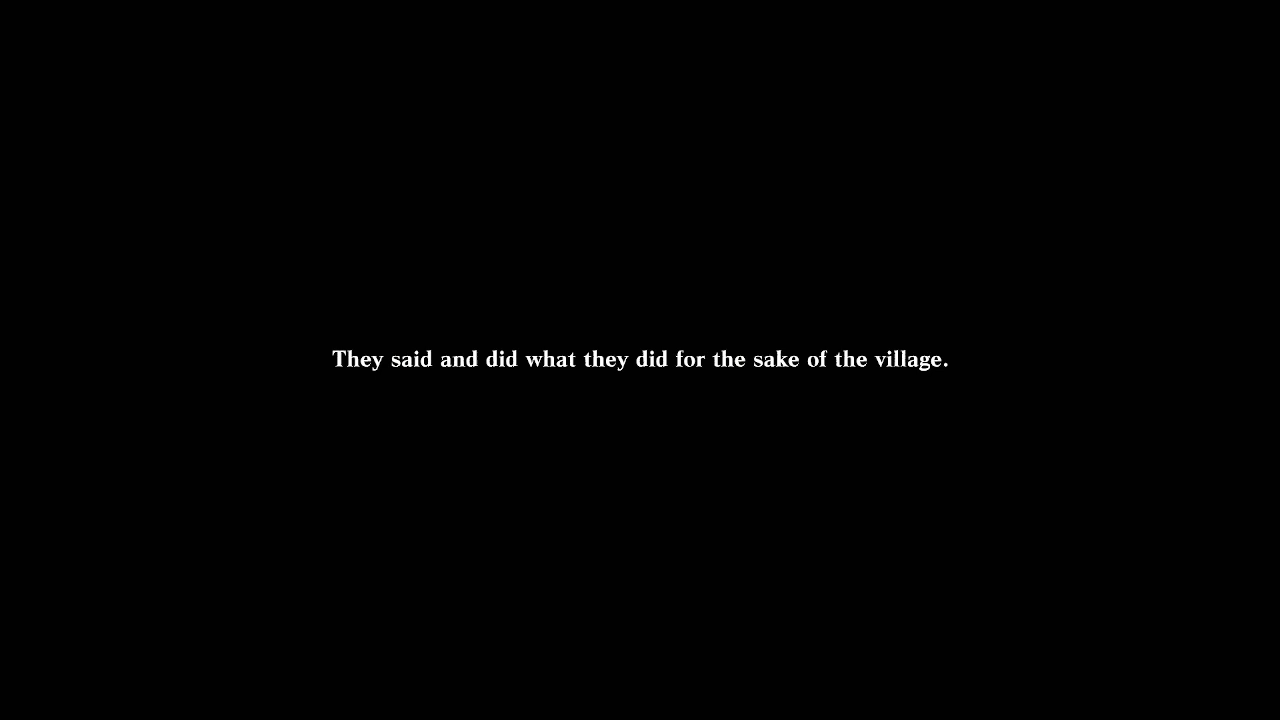 They said and did what they did for the sake of the village.